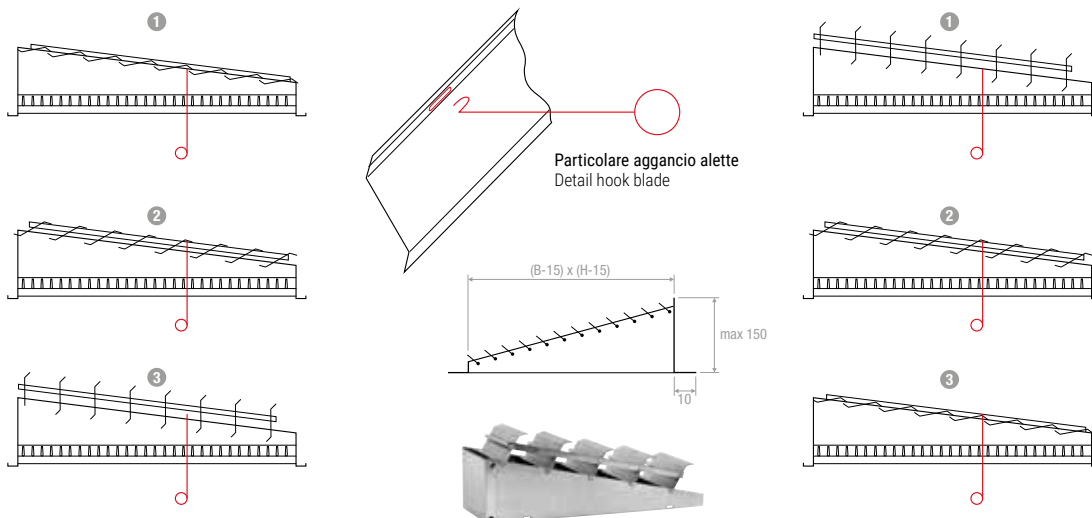 1
2
3
Particolare aggancio alette
Detail hook blade
(B-15) x (H-15)
max 150
10
1
2
3